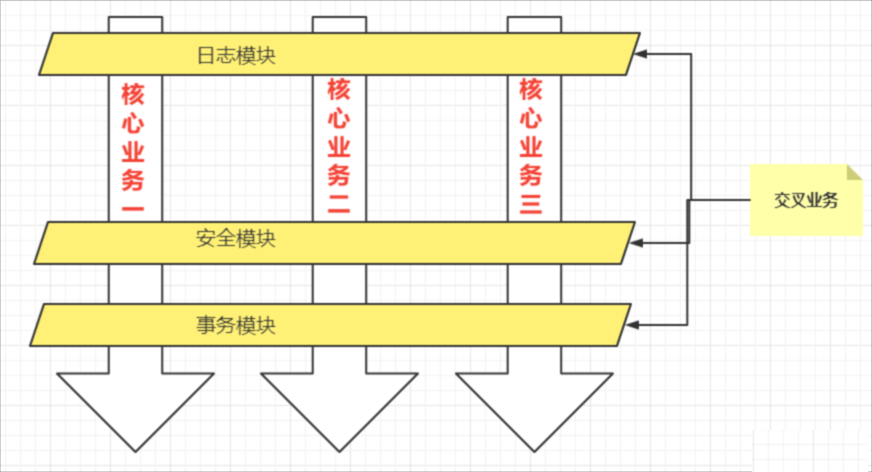 日志模块
核心业务一
核心业务二
核心业务三
交叉业务
安全模块
事务模块